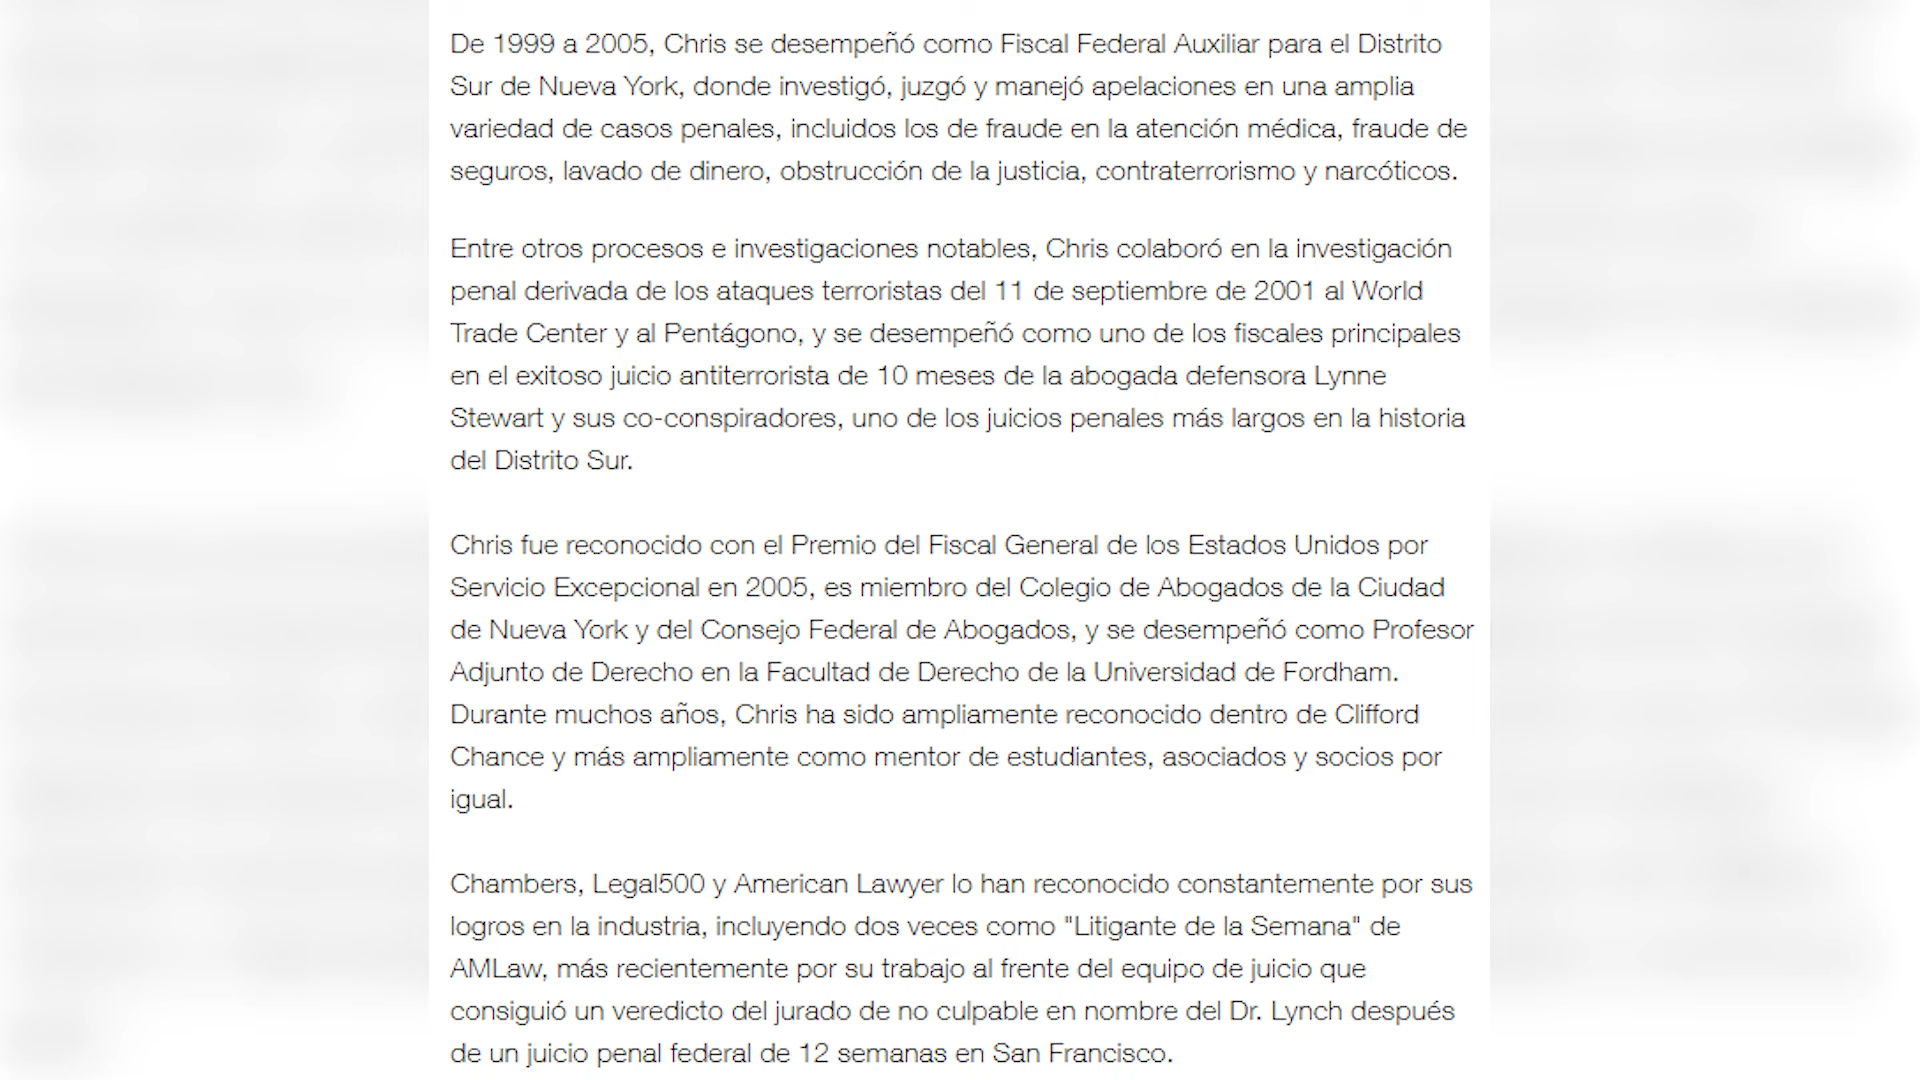 De 1999 a 2005, Chris se desempeñó como Fiscal Federal Auxiliar para el Distrito
Sur de Nueva York, donde investigó, juzgó y manejó apelaciones en una amplia
variedad de casos penales, incluidos los de fraude en la atención médica, fraude de
seguros, lavado de dinero, obstrucción de la justicia, contraterrorismo y narcóticos.
Entre otros procesos e investigaciones notables, Chris colaboró en la investigación
penal derivada de los ataques terroristas del 11 de septiembre de 2001 al World
Trade Center y al Pentágono, y se desempeñó como uno de los fiscales principales
en el exitoso juicio antiterrorista de 10 meses de la abogada defensora Lynne
Stewart y sus co-conspiradores, uno de los juicios penales más largos en la historia
del Distrito Sur.
Chris fue reconocido con el Premio del Fiscal General de los Estados Unidos por
Servicio Excepcional en 2005, es miembro del Colegio de Abogados de la Ciudad
de Nueva York y del Consejo Federal de Abogados, y se desempeñó como Profesor
Adjunto de Derecho en la Facultad de Derecho de la Universidad de Fordham.
Durante muchos años, Chris ha sido ampliamente reconocido dentro de Clifford
Chance y más ampliamente como mentor de estudiantes, asociados y socios por
igual.
Chambers, Legal500 y American Lawyer lo han reconocido constantemente por sus
logros en la industria, incluyendo dos veces como "Litigante de la Semana" de
AMLaw, más recientemente por su trabajo al frente del equipo de juicio que
consiguió un veredicto del jurado de no culpable en nombre del Dr. Lynch después
de un juicio penal federal de 12 semanas en San Francisco.